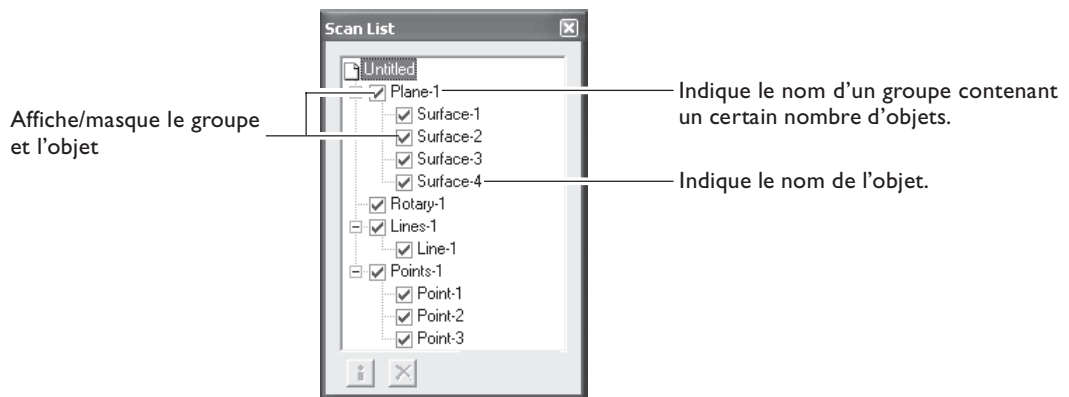 Scan List
Untitled
Plane-1
Surface-1
Surface-2
Surface-3
Surface-4
Rotary-1
Lines-1
Line-1
Points-1
Point-1
Point-2
Point-3
Affiche/masque le groupe
et l'objet
Indique le nom d'un groupe contenant
un certain nombre d'objets.
Indique le nom de l'objet.